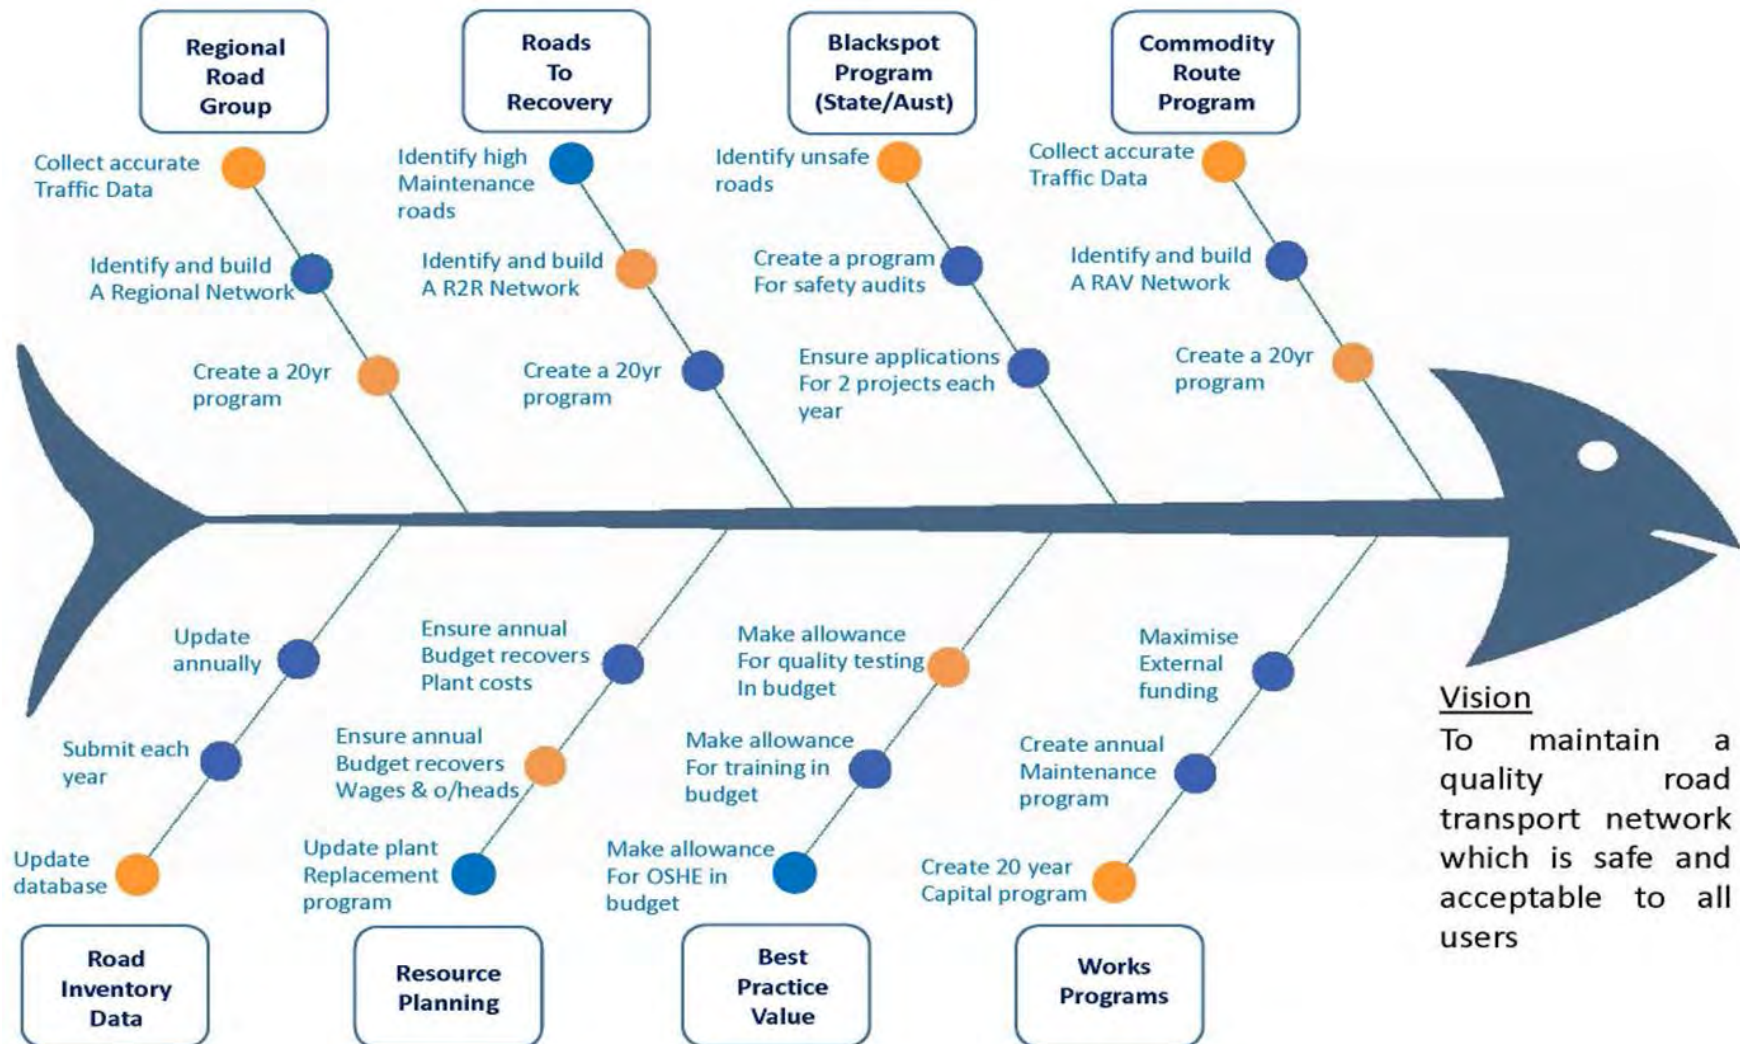 Regional
Road
Group
Roads
To
Recovery
Blackspot
Program
(State/Aust)
Commodity
Route
Program
Collect accurate
Traffic Data
Identify and build
A Regional Network
Create a 20yr
program
Identify high
Maintenance
roads
Identify and build
A R2R Network
Create a 20yr
program
Identify unsafe
roads
Create a program
For safety audits
Ensure applications
For 2 projects each
year
Collect accurate
Traffic Data
Identify and build
A RAV Network
Create a 20yr
program
Update
annually
Submit each
year
Update
database
Road
Inventory
Data
Ensure annual
Budget recovers
Plant costs
Ensure annual
Budget recovers
Wages & o/heads
Update plant
Replacement
program
Resource
Planning
Make allowance
For quality testing
In budget
Make allowance
For training in
budget
Make allowance
For OSHE in
budget
Best
Practice
Value
Maximise
External
funding
Create annual
Maintenance
program
Create 20 year
Capital program
Works
Programs
Vision
To maintain a
quality road
transport network
which is safe and
acceptable to all
users